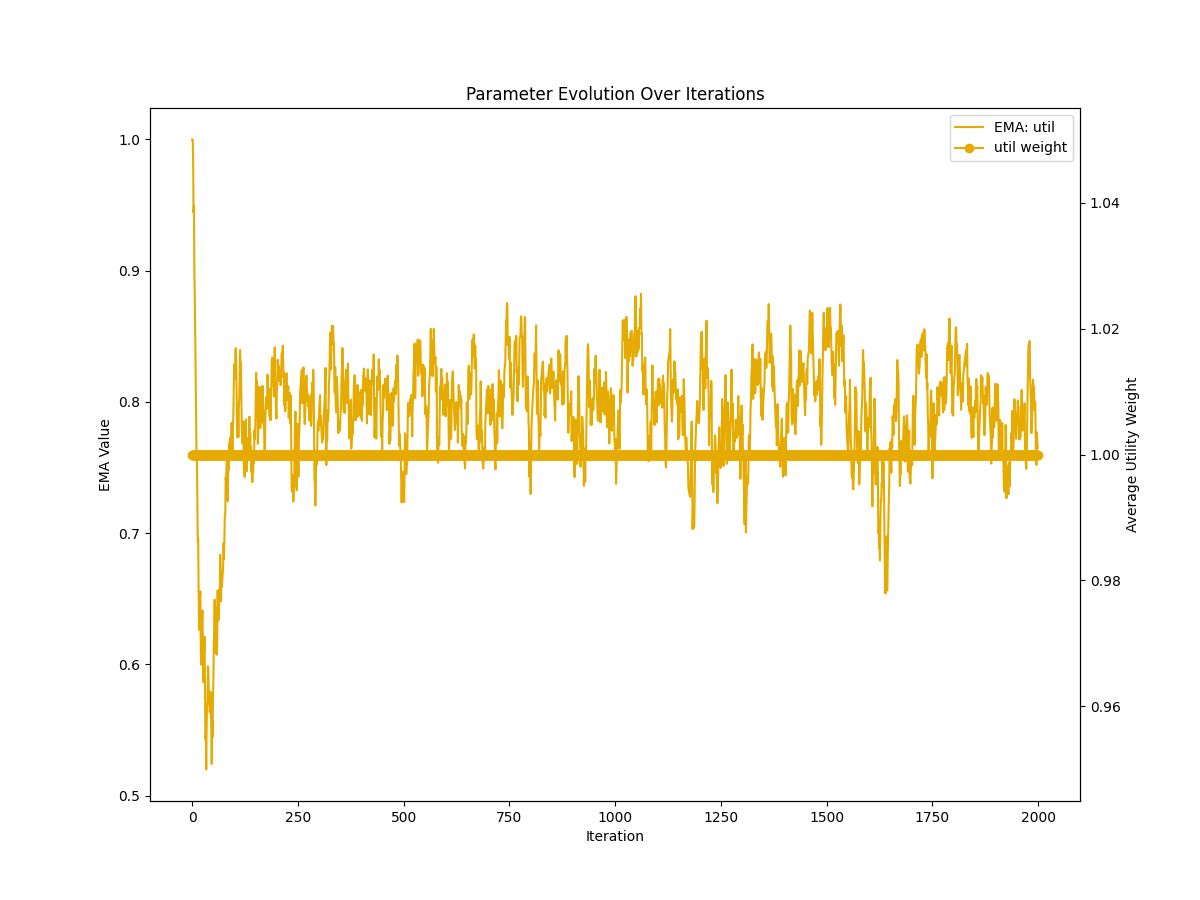 Parameter Evolution Over Iterations
EMA: util
util weight
1.0
0.9
0.8
0.7
0.6
0.5
EMA Value
1.04
1.02
1.00
0.98
0.96
Average Utility Weight
0 250 500 750 1000 1250 1500 1750 2000
Iteration